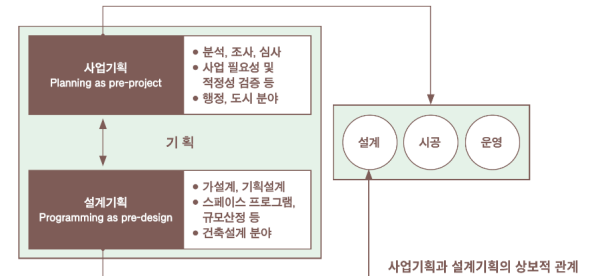 사업기획
Planning as pre-project
• 분석, 조사, 심사
• 사업 필요성 및
적정성 검증 등
• 행정, 도시 분야
기 획
설계기획
Programming as pre-design
• 가설계, 기획설계
• 스페이스 프로그램,
규모산정 등
• 건축설계 분야
설계
시공
운영
사업기획과 설계기획의 상보적 관계